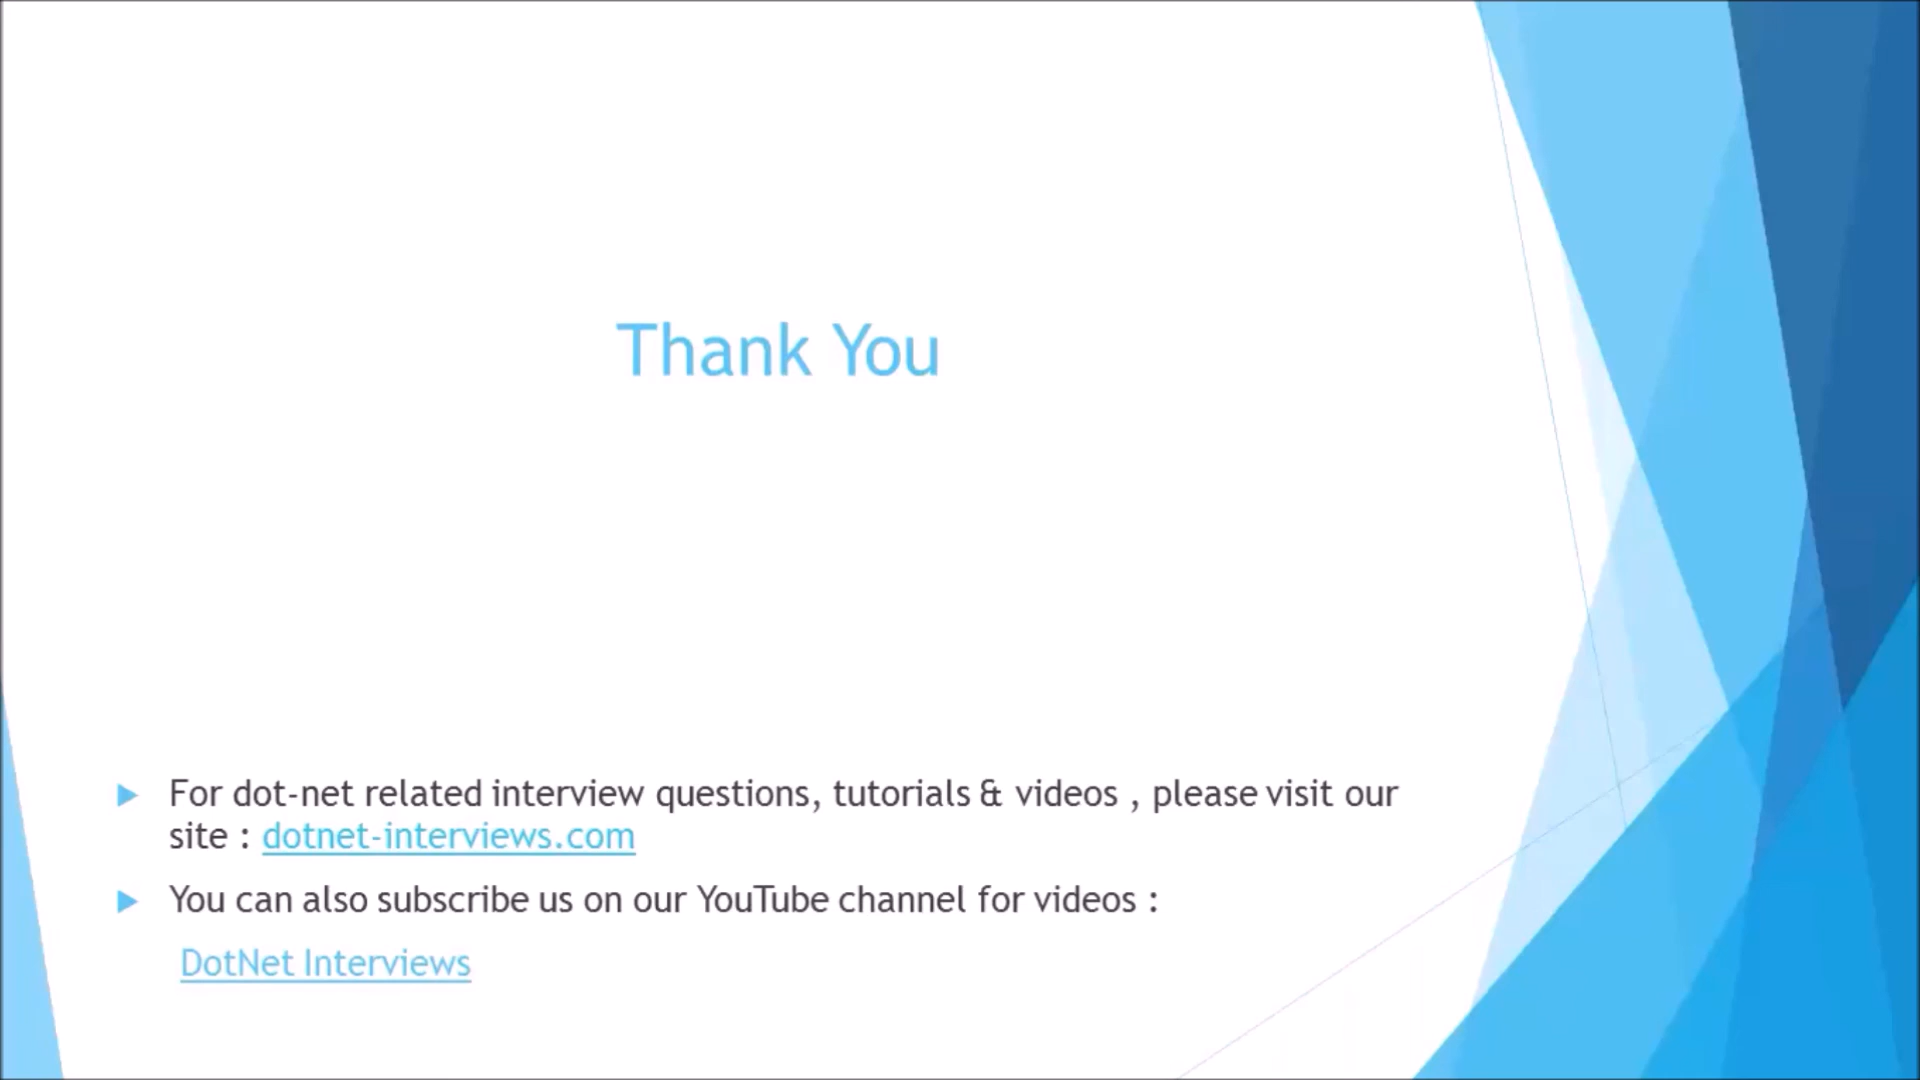 Thank You
For dot-net related interview questions, tutorials & videos , please visit our
site : dotnet-interviews.com
You can also subscribe us on our YouTube channel for videos :
DotNet Interviews